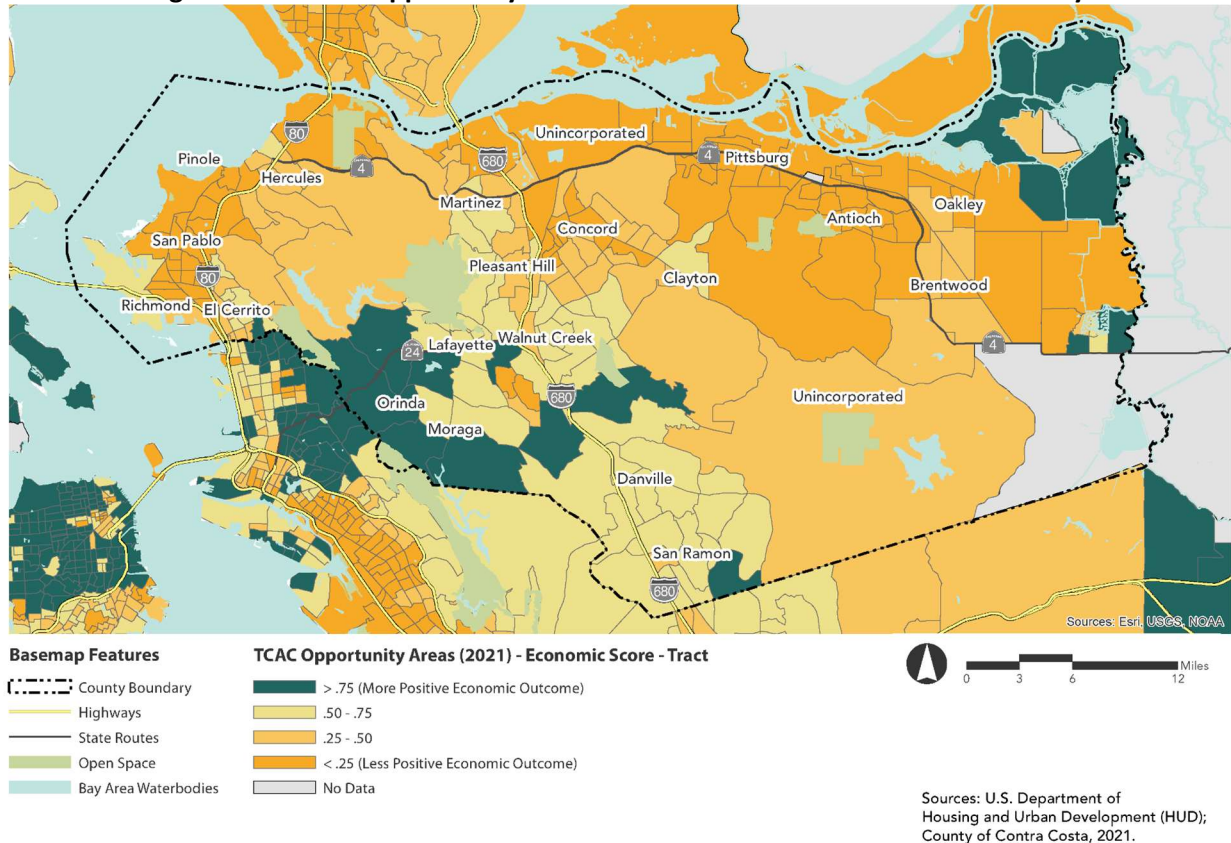 80
Unincorporated
Pinole
680
4
Pittsburg
4
Hercules
Martinez
Oakley
Antioch
Concord
San Pablo
Pleasant Hill
80
Clayton
Brentwood
Richmond
El Cerrito
Walnut Creek
Lafayette
24
4
680
Unincorporated
Orinda
Moraga
Danville
San Ramon
680
Sources: Esri, USGS, NOAA
Basemap Features
County Boundary
Highways
State Routes
Open Space
Bay Area Waterbodies
TCAC Opportunity Areas (2021) - Economic Score - Tract
> .75 (More Positive Economic Outcome)
.50 - .75
.25 - .50
< .25 (Less Positive Economic Outcome)
No Data
Miles
0 3 6 12
Sources: U.S. Department of
Housing and Urban Development (HUD);
County of Contra Costa, 2021.